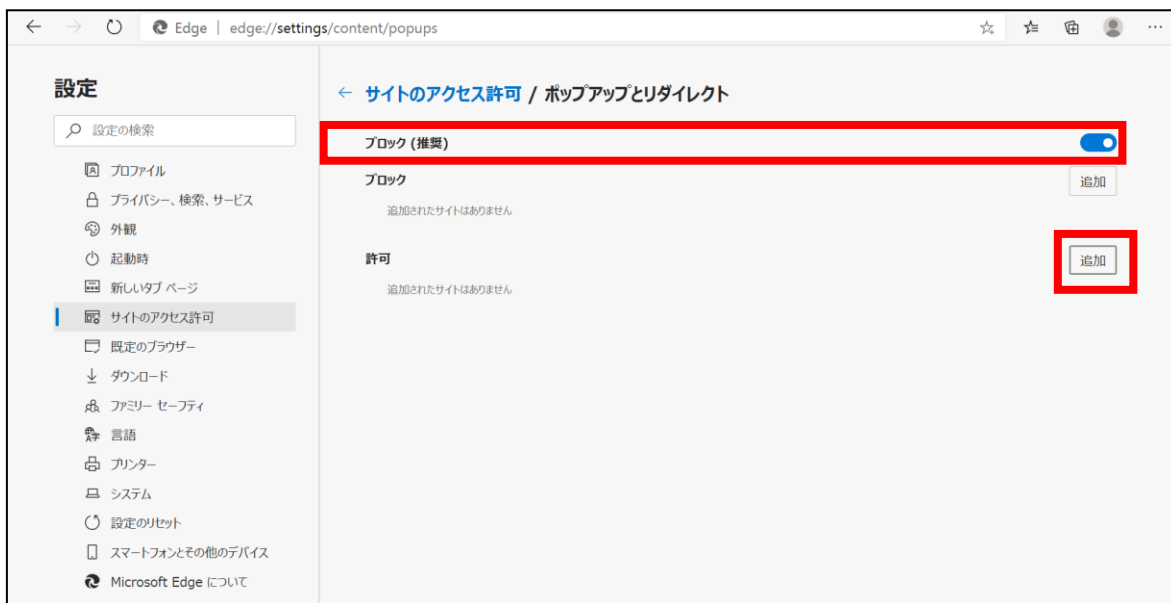 Edge | edge://settings/content/popups
設定
設定の検索
プロファイル
プライバシー、検索、サービス
外観
起動時
新しいタブ ページ
サイトのアクセス許可
既定のブラウザー
ダウンロード
ファミリー セーフティ
言語
プリンター
システム
設定のリセット
スマートフォンとその他のデバイス
Microsoft Edge について
← サイトのアクセス許可 / ポップアップとリダイレクト
ブロック (推奨)
ブロック
追加
追加されたサイトはありません
許可
追加
追加されたサイトはありません